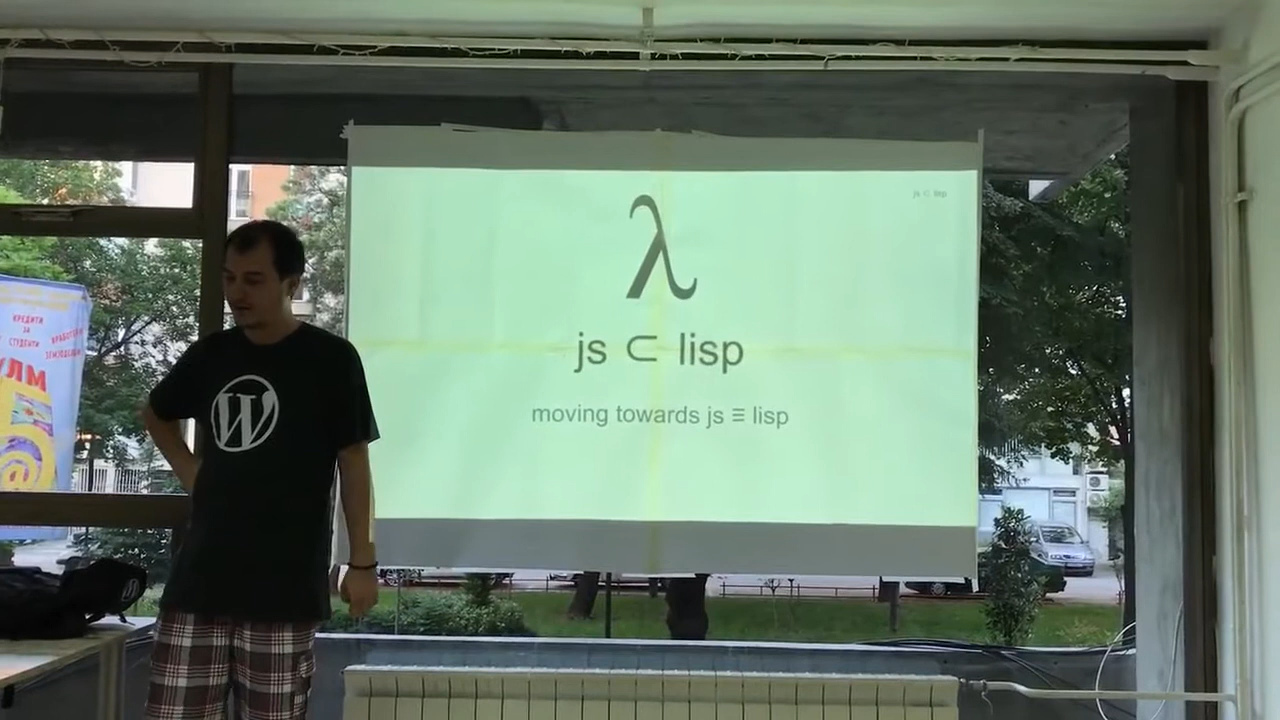 js ⊂ lisp
λ
js ⊂ lisp
moving towards js ≡ lisp
КРЕДИТИ
ЗА
СТУДЕНТИ
W
@